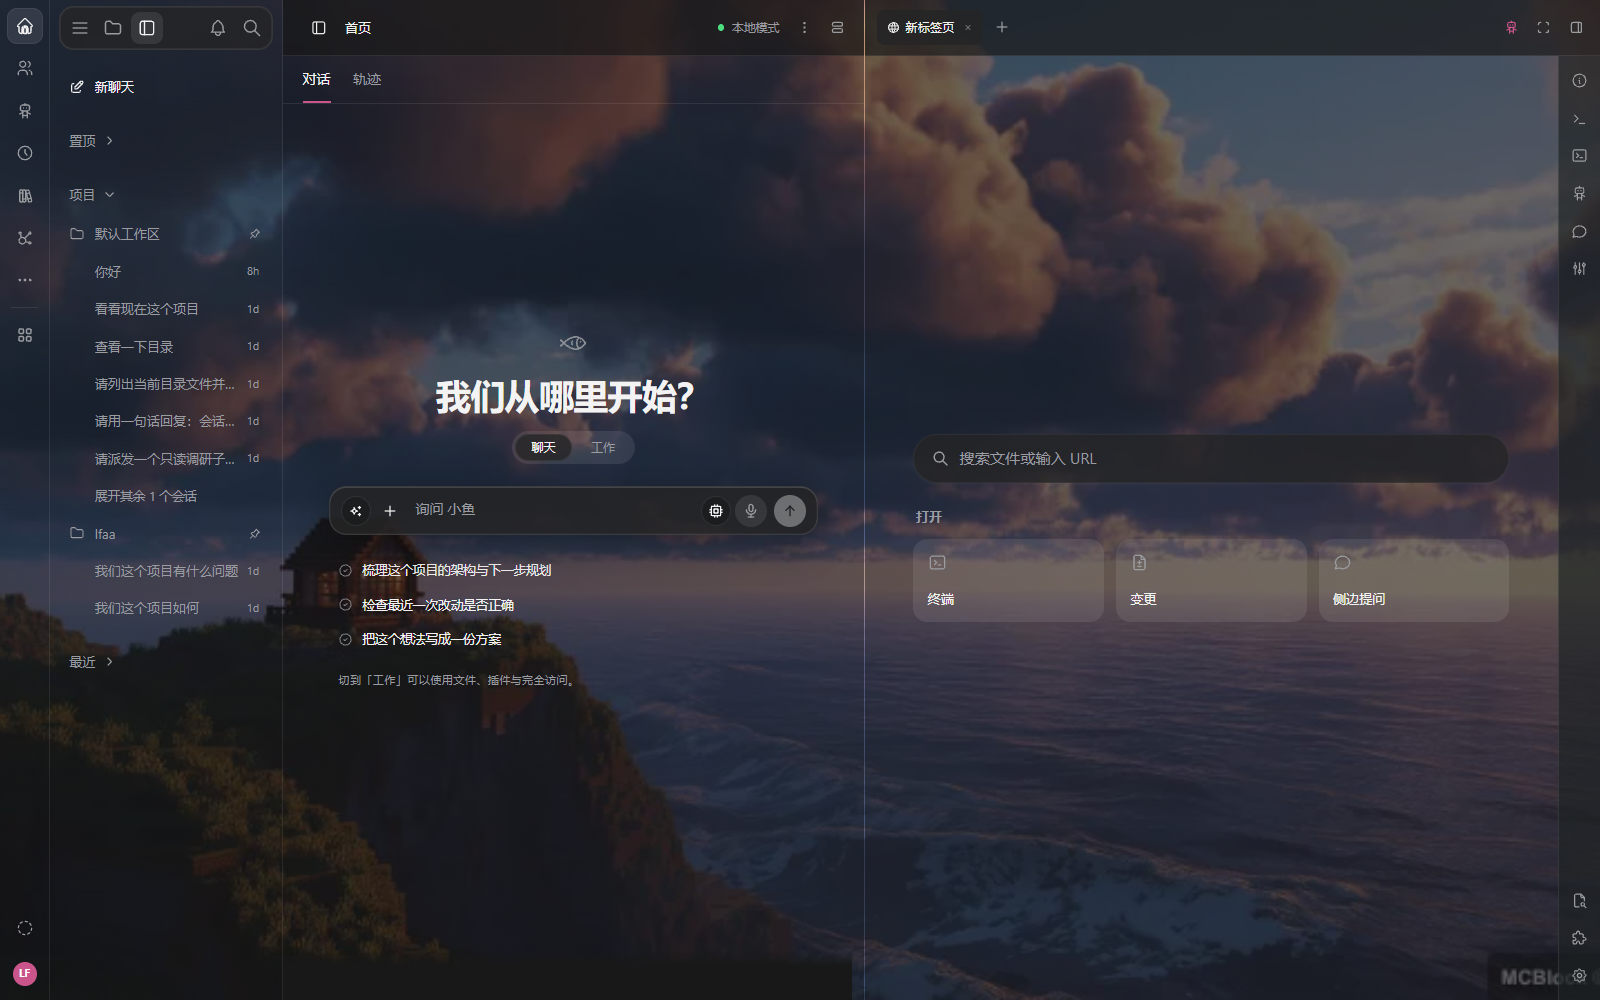 首页
本地模式
新标签页
新聊天
对话
轨迹
置顶
项目
默认工作区
你好 8h
看看现在这个项目 1d
查看一下目录 1d
请列出当前目录文件并... 1d
请用一句话回复：会话... 1d
请派发一个只读调研子... 1d
展开其余 1 个会话
lfaa
我们这个项目有什么问题 1d
我们这个项目如何 1d
最近
LF
我们从哪里开始？
聊天
工作
询问 小鱼
梳理这个项目的架构与下一步规划
检查最近一次改动是否正确
把这个想法写成一份方案
切到「工作」可以使用文件、插件与完全访问。
搜索文件或输入 URL
打开
终端
变更
侧边提问